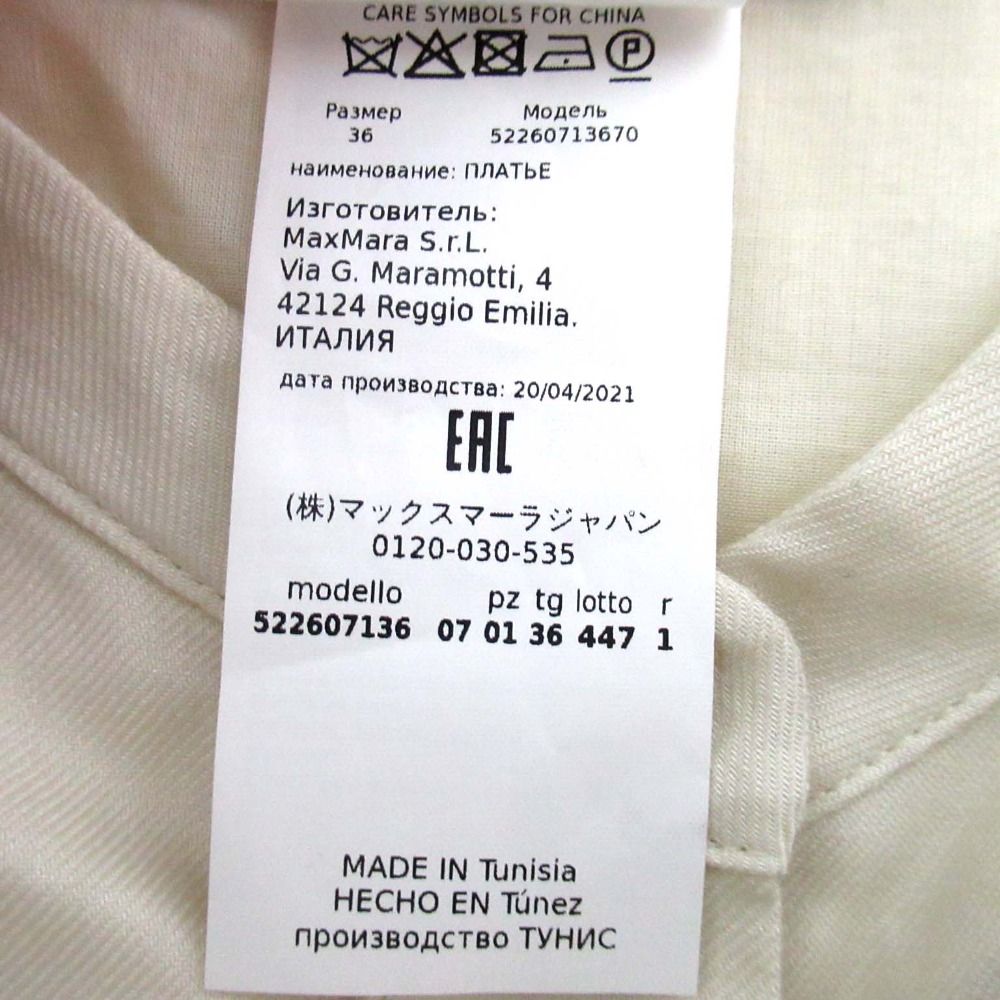 CARE SYMBOLS FOR CHINA
P
Размер Модель
36 52260713670
наименование: ПЛАТЬЕ
Изготовитель:
MaxMara S.r.L.
Via G. Maramotti, 4
42124 Reggio Emilia.
ИТАЛИЯ
дата производства: 20/04/2021
EAC
(株)マックスマーラジャパン
0120-030-535
modello pz tg lotto r
522607136 07 01 36 447 1
MADE IN Tunisia
HECHO EN Túnez
производство ТУНИС